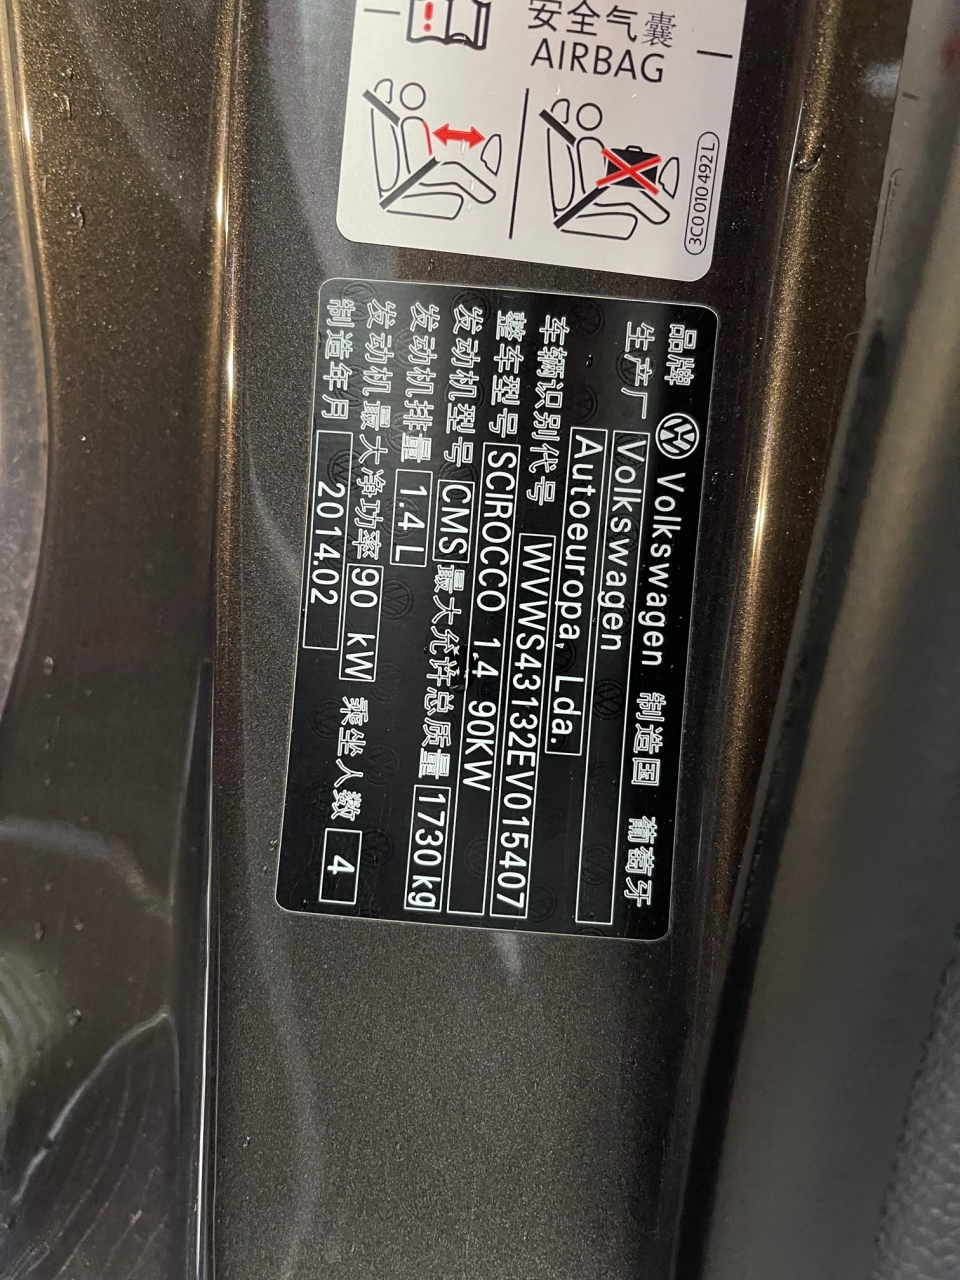 安全气囊
AIRBAG
3C0 010 492 L
品牌 Volkswagen 制造国 葡萄牙
生产厂 Volkswagen
Autoeuropa, Lda.
车辆识别代号 WVWS43132EV015407
整车型号 SCIROCCO 1.4 90KW
发动机型号 CMS 最大允许总质量 1730 kg
发动机排量 1.4 L
发动机最大净功率 90 kW 乘坐人数 4
制造年月 2014.02